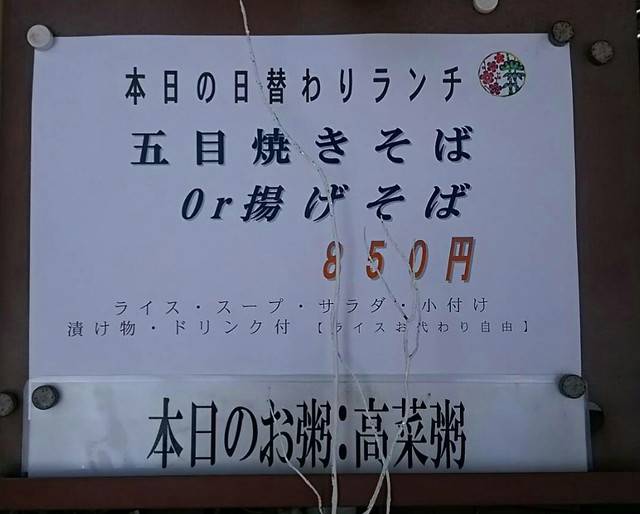 本日の日替わりランチ
五目焼きそば
Or揚げそば
850円
ライス・スープ・サラダ・小付け
漬け物・ドリンク付 【ライスお代わり自由】
本日のお粥:高菜粥